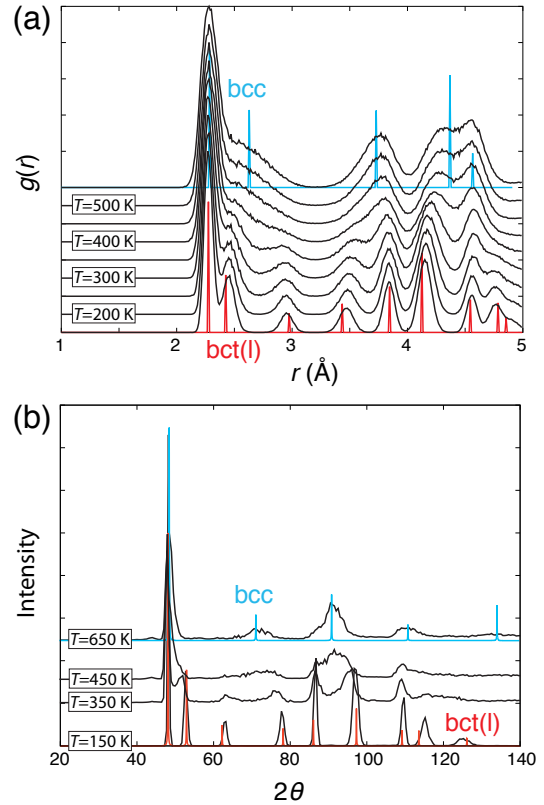 (a)
bcc
g(r)
T=500 K
T=400 K
T=300 K
T=200 K
bct(I)
1 2 3 4 5
r (Å)
(b)
Intensity
bcc
T=650 K
T=450 K
T=350 K
bct(I)
T=150 K
20 40 60 80 100 120 140
2θ